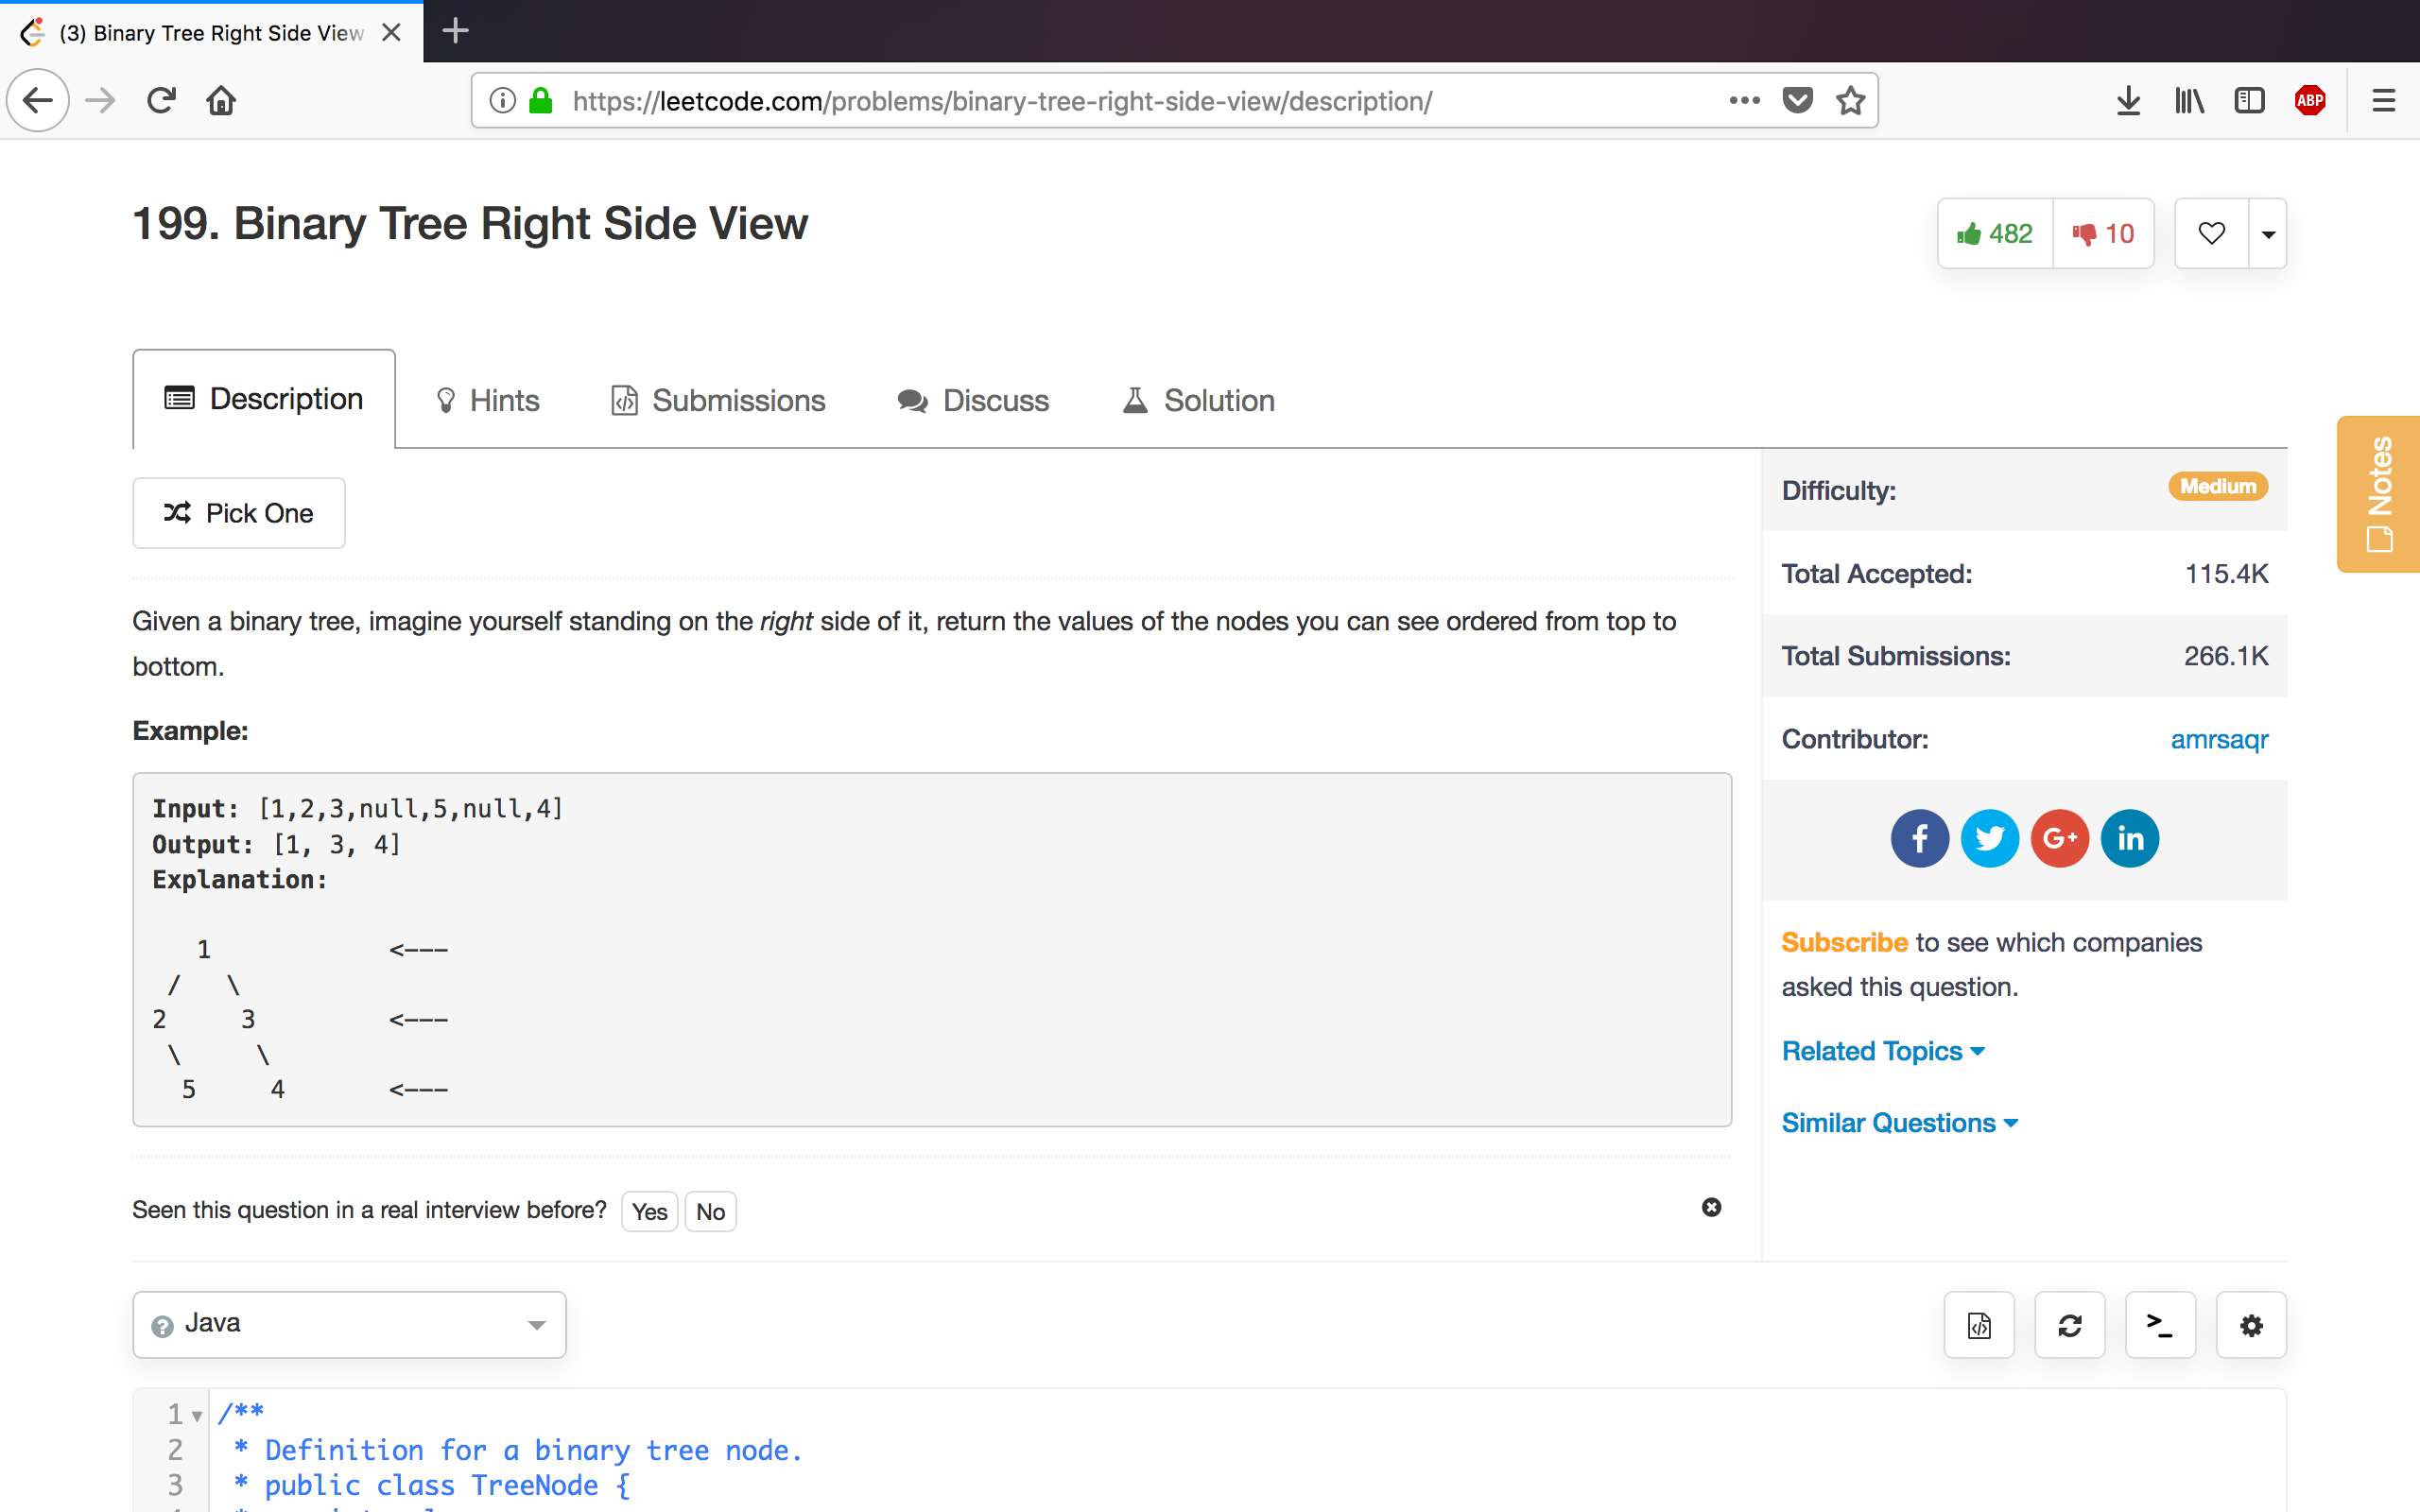 (3) Binary Tree Right Side View
https://leetcode.com/problems/binary-tree-right-side-view/description/
ABP
199. Binary Tree Right Side View
482
10
Description
Hints
Submissions
Discuss
Solution
Notes
Pick One
Difficulty:
Medium
Total Accepted:
115.4K
Total Submissions:
266.1K
Contributor:
amrsaqr
Given a binary tree, imagine yourself standing on the right side of it, return the values of the nodes you can see ordered from top to
bottom.
Example:
Input: [1,2,3,null,5,null,4]
Output: [1, 3, 4]
Explanation:
   1            <---
 /   \
2     3         <---
 \     \
  5     4       <---
f
G+
in
Subscribe to see which companies
asked this question.
Related Topics
Similar Questions
Seen this question in a real interview before?
Yes
No
? Java
>_
1 /**
2  * Definition for a binary tree node.
3  * public class TreeNode {